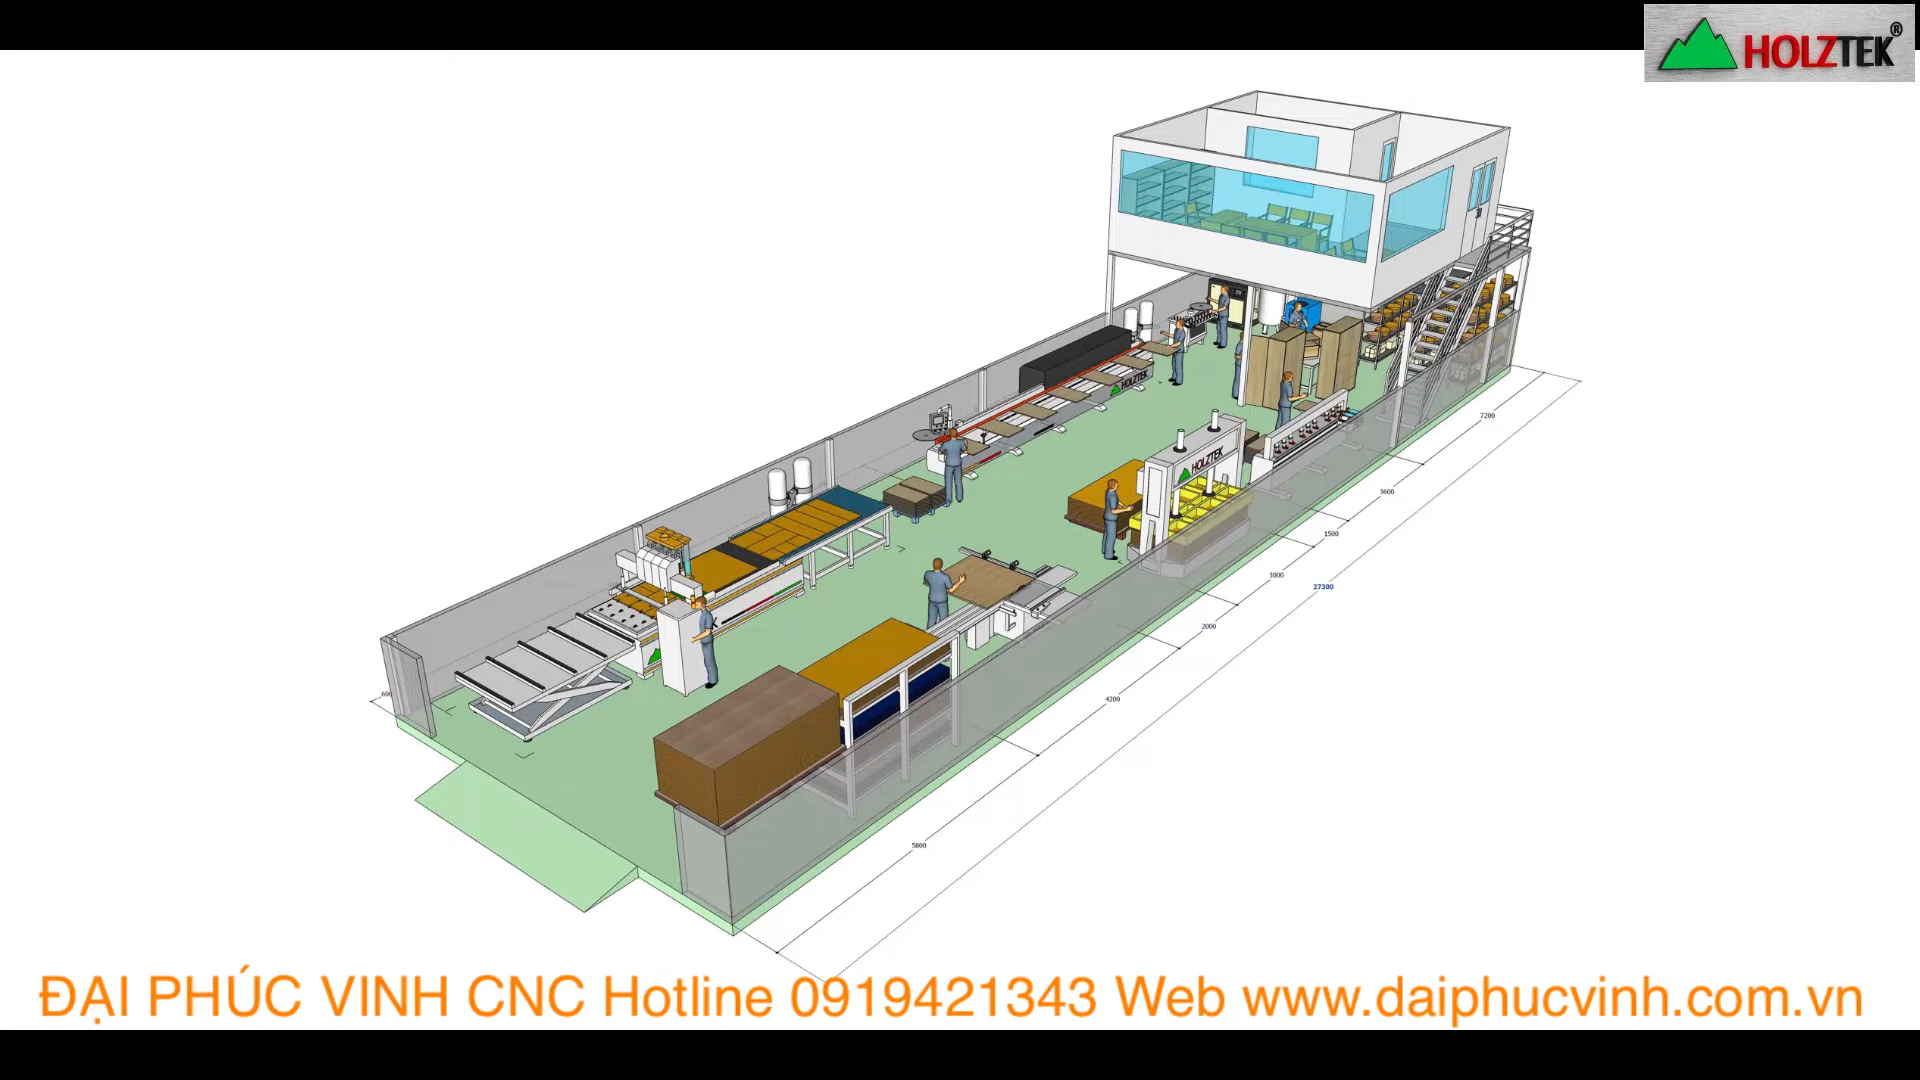 HOLZTEK®
HOLZTEK
HOLZTEK
7200
3600
1500
3000
27300
2000
4200
5800
ĐẠI PHÚC VINH CNC Hotline 0919421343 Web www.daiphucvinh.com.vn